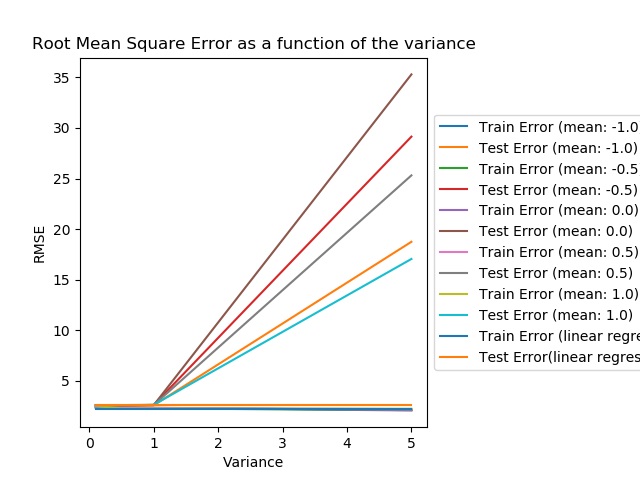 Root Mean Square Error as a function of the variance
35
30
25
20
15
10
5
RMSE
0 1 2 3 4 5
Variance
Train Error (mean: -1.0
Test Error (mean: -1.0)
Train Error (mean: -0.5
Test Error (mean: -0.5)
Train Error (mean: 0.0)
Test Error (mean: 0.0)
Train Error (mean: 0.5)
Test Error (mean: 0.5)
Train Error (mean: 1.0)
Test Error (mean: 1.0)
Train Error (linear regre
Test Error(linear regres